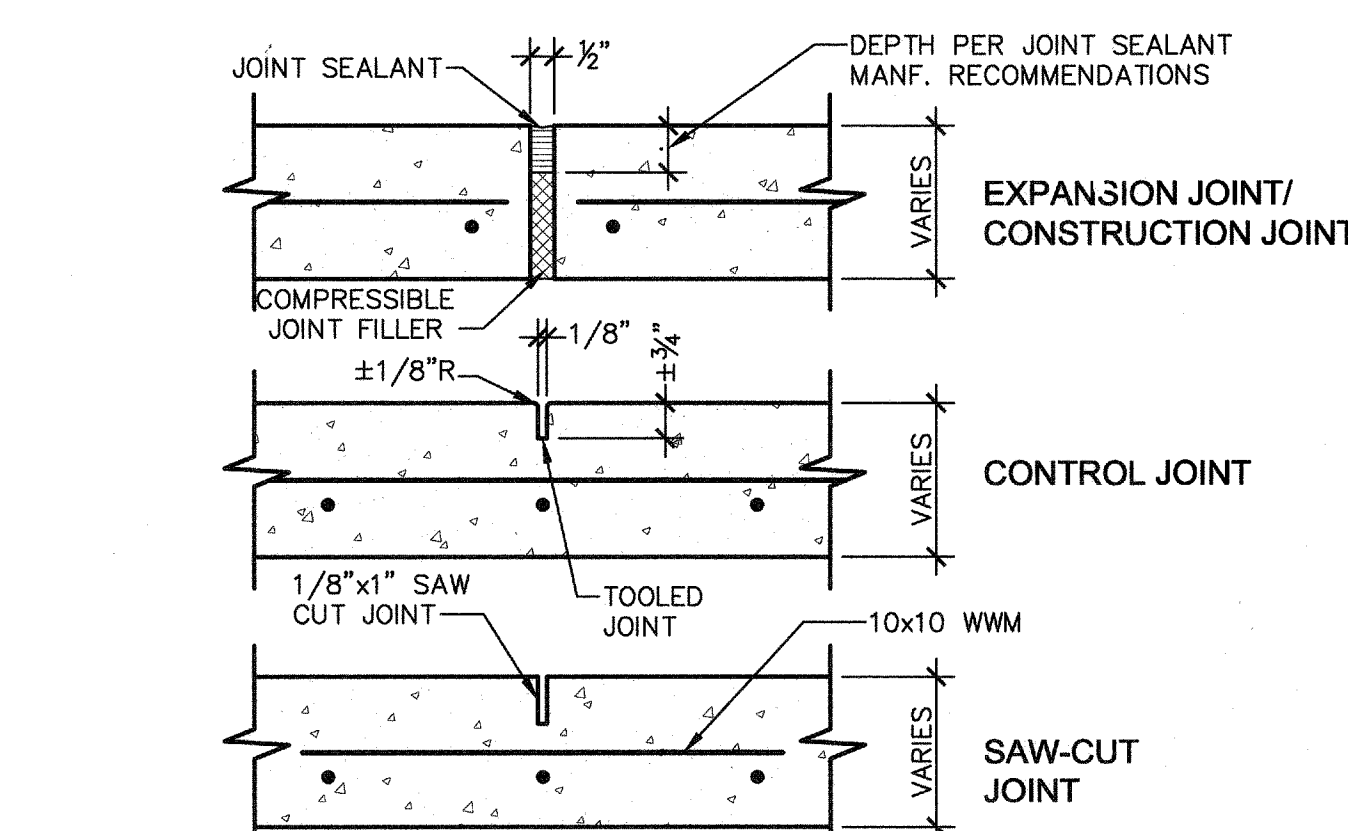 JOINT SEALANT
½"
DEPTH PER JOINT SEALANT
MANF. RECOMMENDATIONS
VARIES
EXPANSION JOINT/
CONSTRUCTION JOINT
COMPRESSIBLE
JOINT FILLER
1/8"
±3/4"
±1/8"R
VARIES
CONTROL JOINT
1/8"x1" SAW
CUT JOINT
TOOLED
JOINT
10x10 WWM
VARIES
SAW-CUT
JOINT